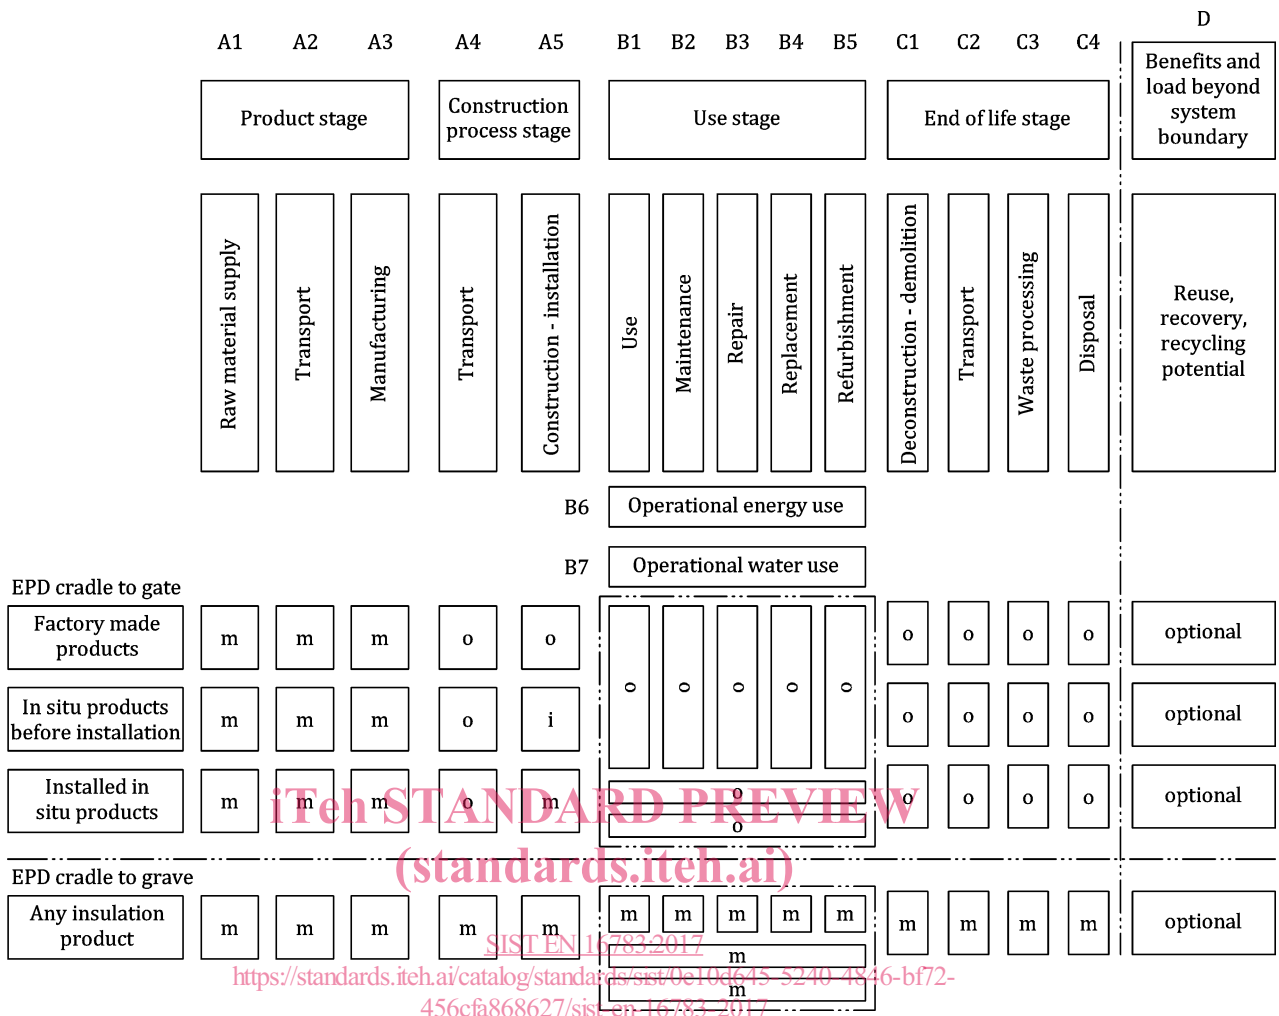 D
A1 A2 A3 A4 A5 B1 B2 B3 B4 B5 C1 C2 C3 C4
Benefits and
load beyond
system
boundary
Product stage
Construction
process stage
Use stage
End of life stage
Raw material supply
Transport
Manufacturing
Transport
Construction - installation
Use
Maintenance
Repair
Replacement
Refurbishment
Deconstruction - demolition
Transport
Waste processing
Disposal
Reuse,
recovery,
recycling
potential
B6 Operational energy use
B7 Operational water use
EPD cradle to gate
Factory made
products
m m m o o o o o o optional
o o o o o
In situ products
before installation
m m m o i o o o o optional
Installed in
situ products
m m m o m o o o o optional
o
o
iTeh STANDARD PREVIEW
(standards.iteh.ai)
EPD cradle to grave
Any insulation
product
m m m m m m m m m m m m m m optional
m
m
SIST EN 16783:2017
https://standards.iteh.ai/catalog/standards/sist/0e10d645-5240-4846-bf72-
456cfa868627/sist-en-16783-2017